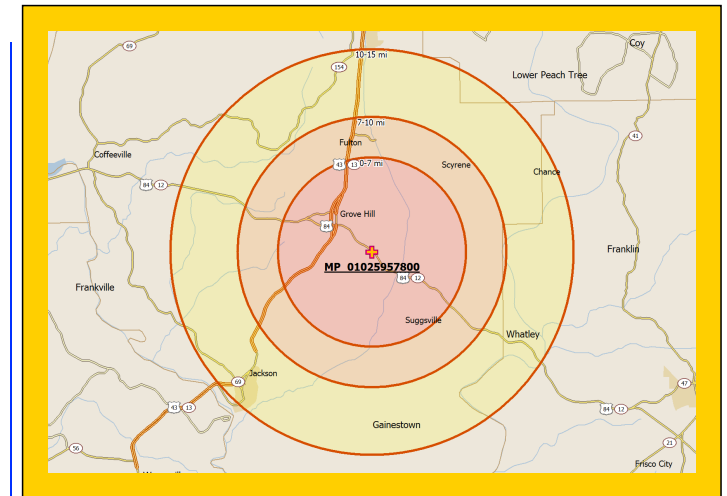 10-15 mi
69
Coy
154
Lower Peach Tree
7-10 mi
41
Fulton
Coffeeville
43 13 0-7 mi
Scyrene
Chance
84 12
Grove Hill
84
Franklin
MP_01025957800
84 12
Frankville
Suggsville
Whatley
Jackson
69
47
43 13
84 12
Gainestown
21
56
Frisco City